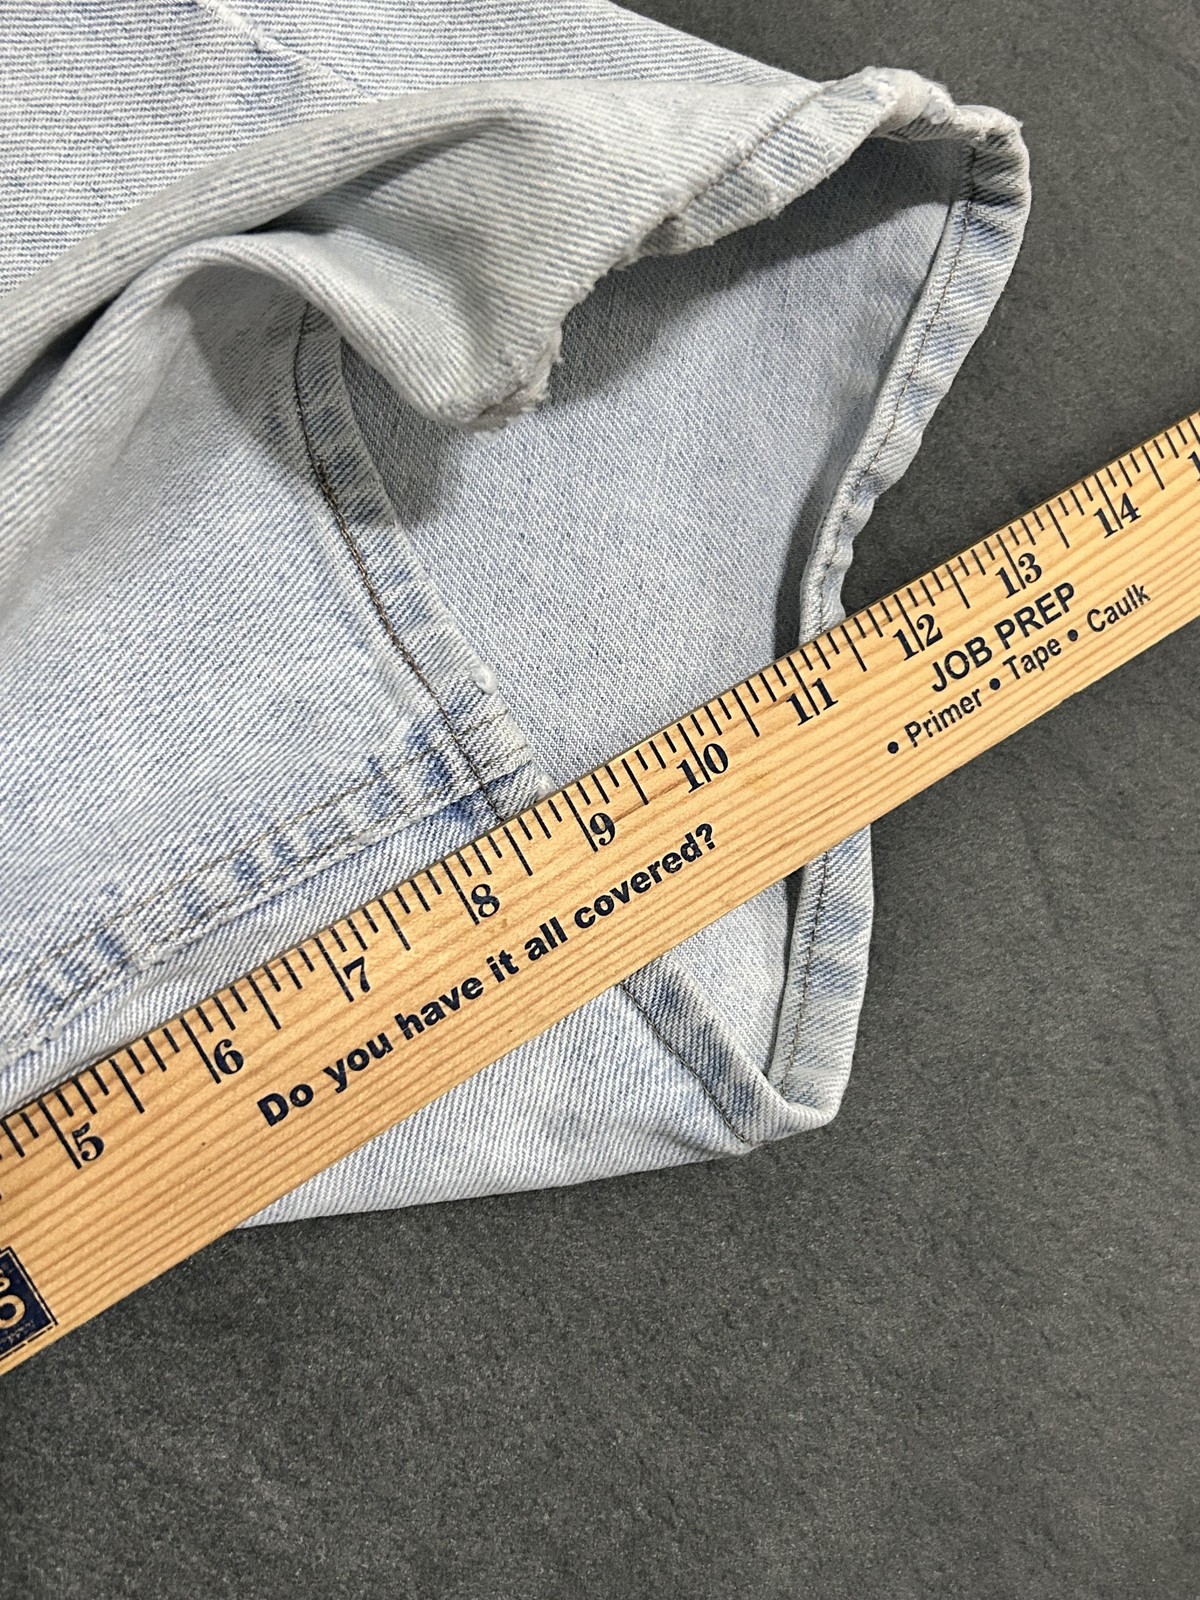 5 6 7 8 9 10 11 12 13 14
JOB PREP
• Primer • Tape • Caulk
Do you have it all covered?